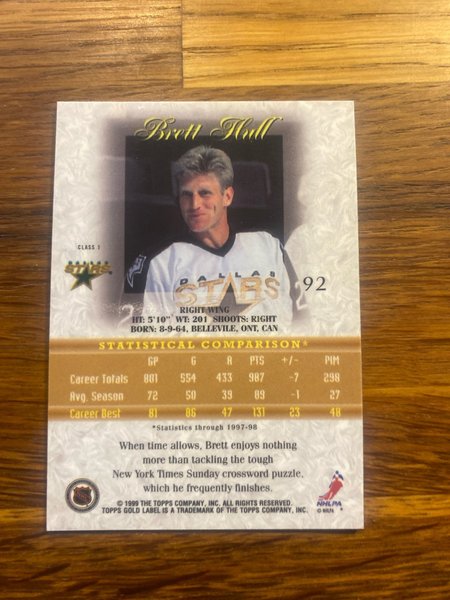 Brett Hull
CLASS 1
STARS
DALLAS
STARS
92
RIGHT WING
HT: 5'10" WT: 201 SHOOTS: RIGHT
BORN: 8-9-64, BELLEVILE, ONT, CAN
STATISTICAL COMPARISON*
GP G A PTS +/- PIM
Career Totals 801 554 433 987 -7 298
Avg. Season 72 50 39 89 -1 27
Career Best 81 86 47 131 23 48
*Statistics through 1997-98
When time allows, Brett enjoys nothing
more than tackling the tough
New York Times Sunday crossword puzzle,
which he frequently finishes.
NHL
NHLPA
© 1999 THE TOPPS COMPANY, INC. ALL RIGHTS RESERVED.
TOPPS GOLD LABEL IS A TRADEMARK OF THE TOPPS COMPANY, INC.